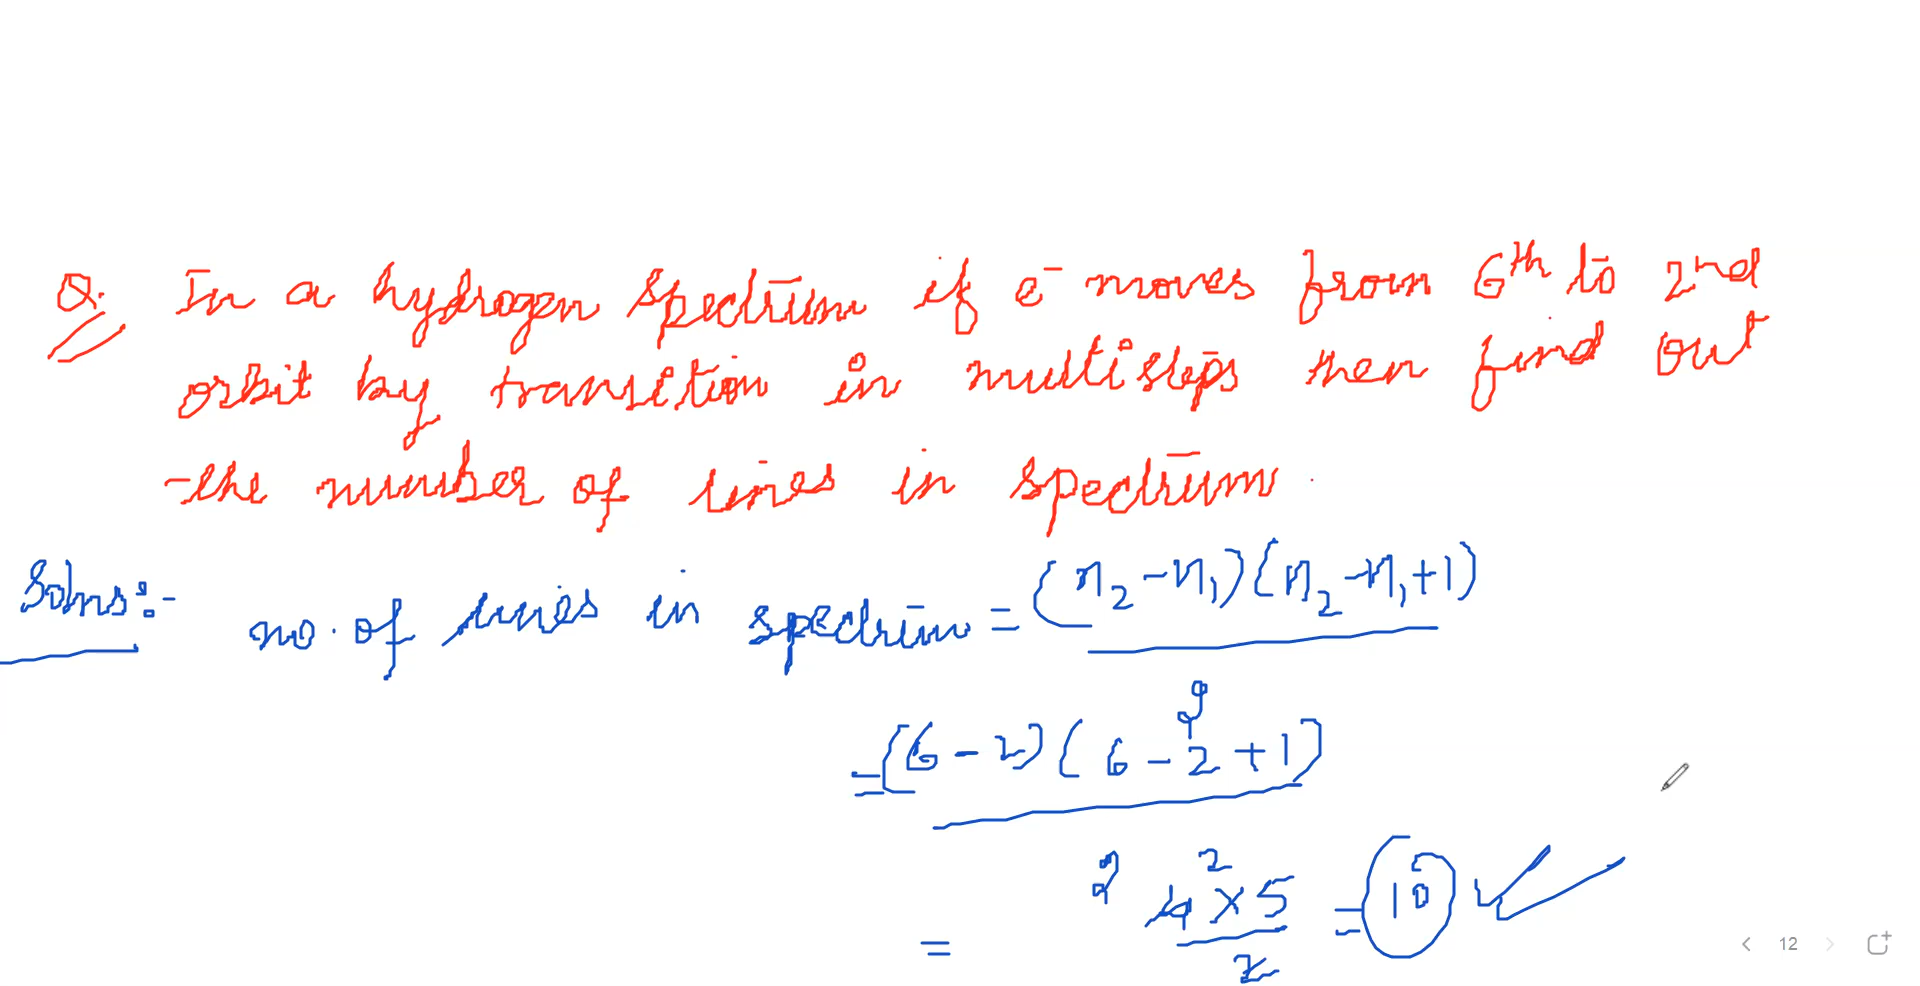 Q. In a hydrogen spectrum if e⁻ moves from 6th to 2nd
orbit by transition in multisteps then find out
the number of lines in spectrum.
Solns:- no. of lines in spectrum = (n₂-n₁)(n₂-n₁+1)
2
= (6-2)(6-2+1)
2
= 4² x 5 = 10
2
12